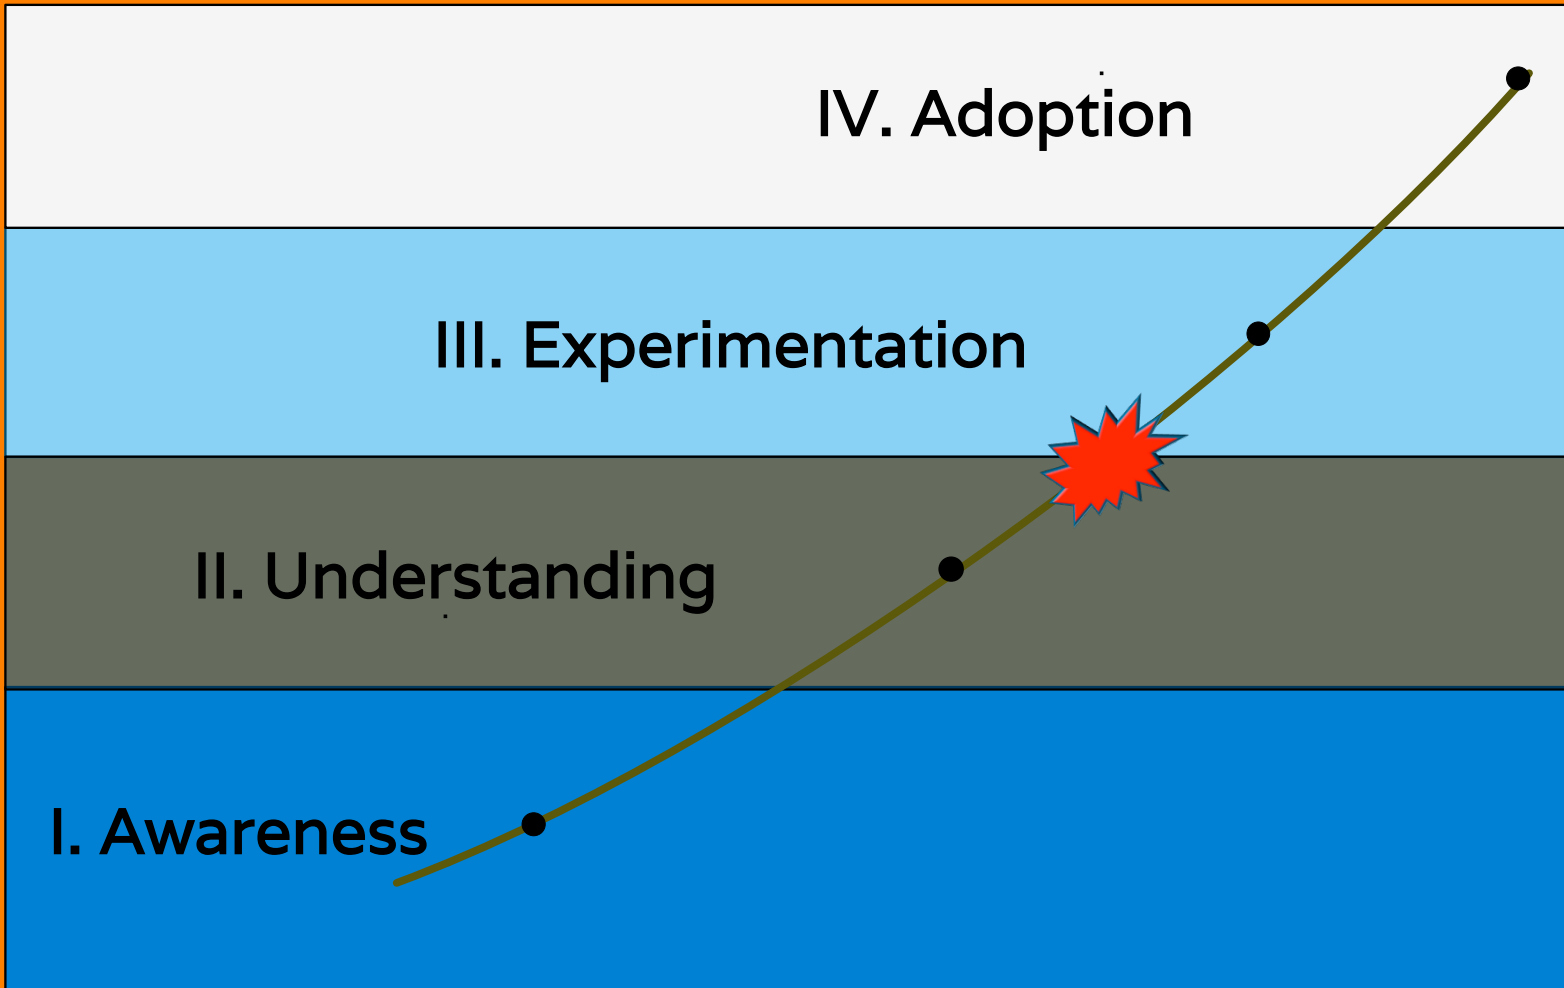 IV. Adoption
III. Experimentation
II. Understanding
I. Awareness